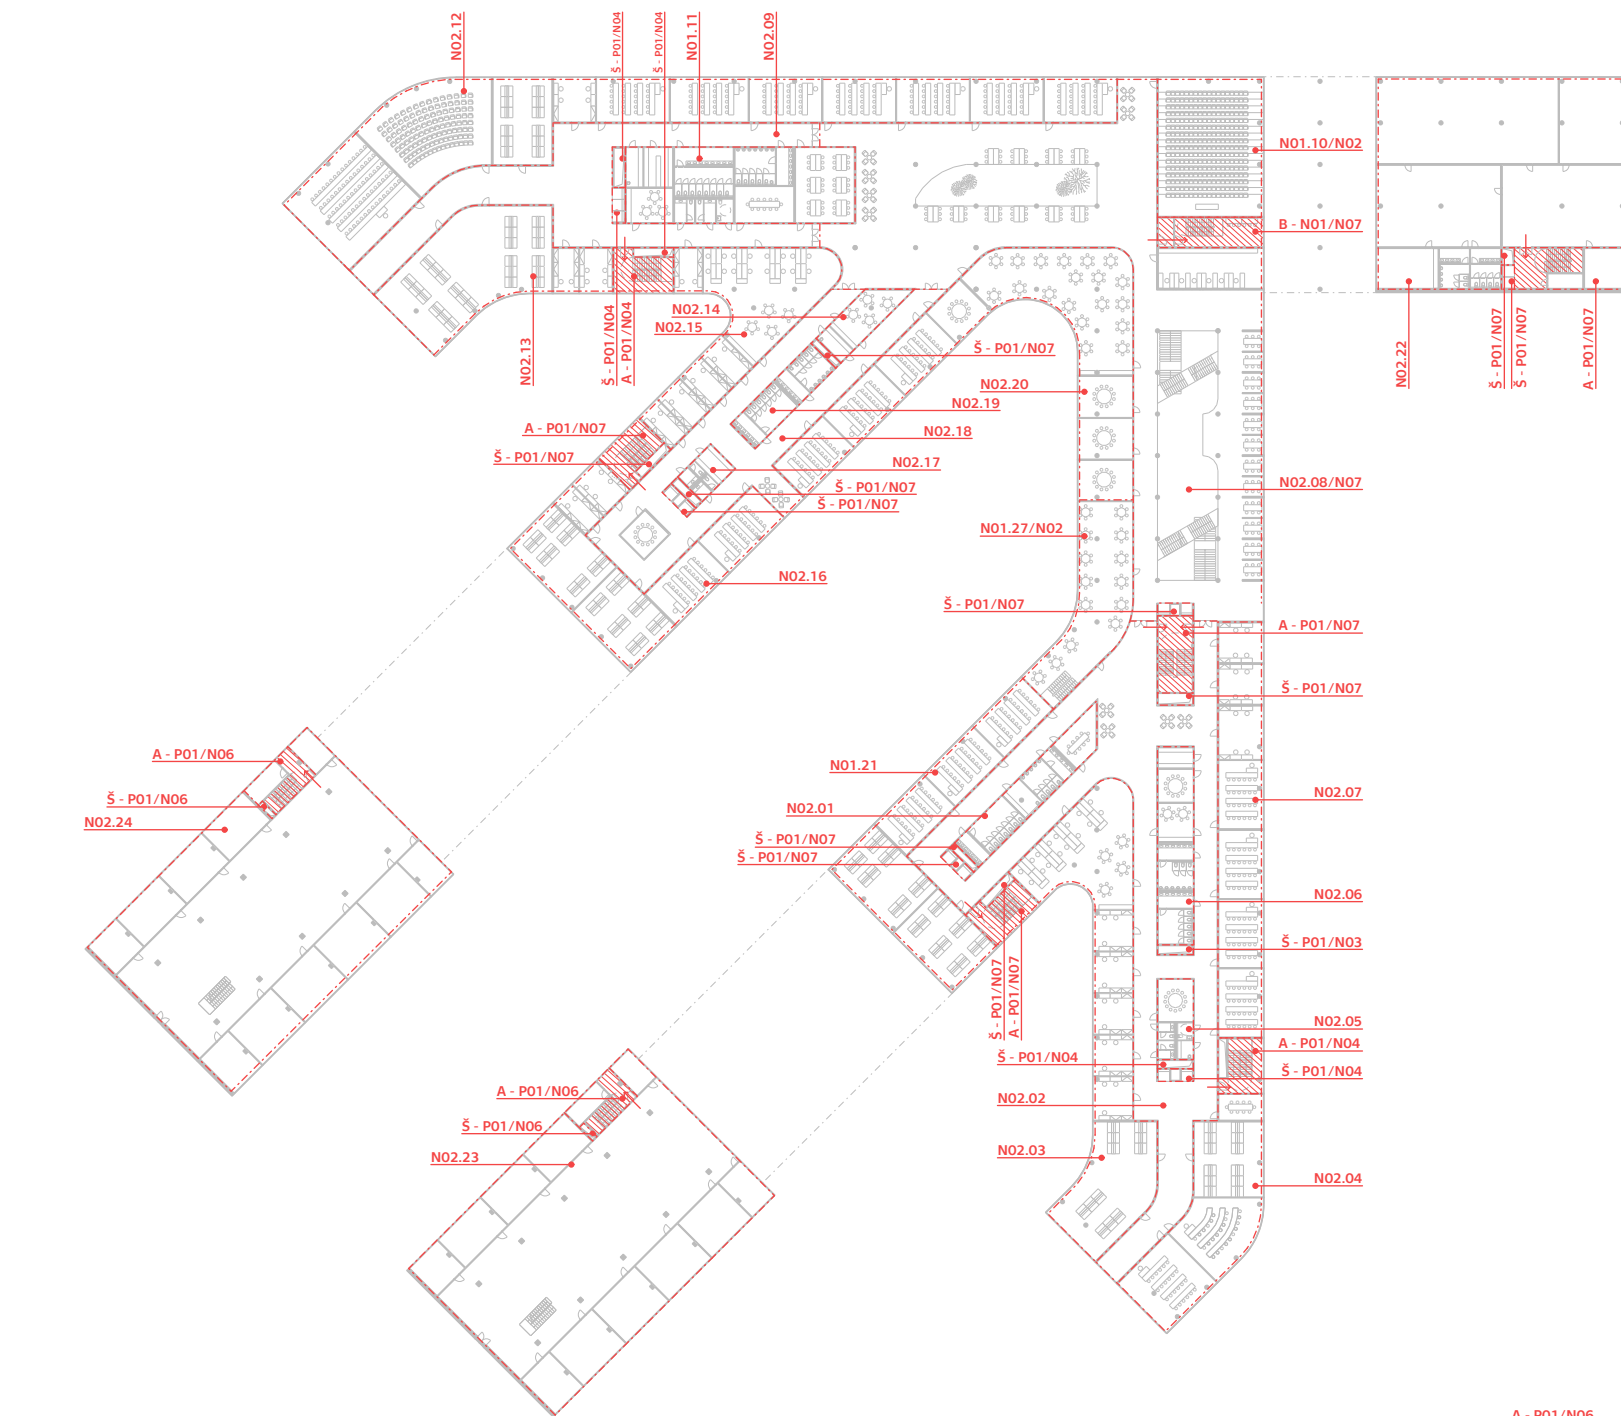 N02.12
Š - P01/N04
Š - P01/N04
N01.11
N02.09
N01.10/N02
B - N01/N07
N02.13
Š - P01/N04
A - P01/N04
N02.14
N02.15
Š - P01/N07
N02.22
Š - P01/N07
Š - P01/N07
A - P01/N07
N02.20
N02.19
A - P01/N07
N02.18
Š - P01/N07
N02.17
Š - P01/N07
N02.08/N07
Š - P01/N07
N01.27/N02
N02.16
Š - P01/N07
A - P01/N07
Š - P01/N07
A - P01/N06
N01.21
N02.07
Š - P01/N06
N02.01
N02.24
Š - P01/N07
Š - P01/N07
N02.06
Š - P01/N03
Š - P01/N07
A - P01/N07
N02.05
A - P01/N04
Š - P01/N04
Š - P01/N04
A - P01/N06
N02.02
Š - P01/N06
N02.23
N02.03
N02.04
A - P01/N06